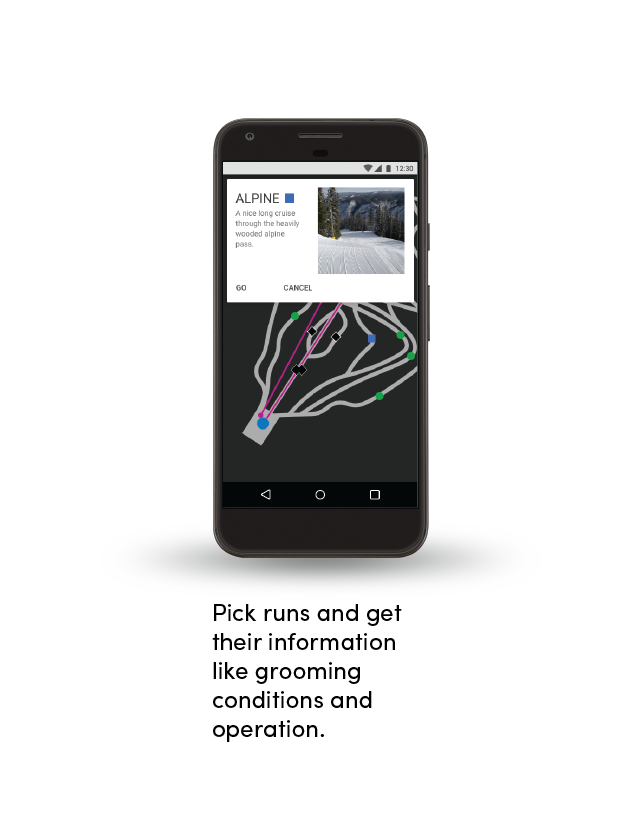 12:30
ALPINE
A nice long cruise
through the heavily
wooded alpine
pass.
GO CANCEL
Pick runs and get
their information
like grooming
conditions and
operation.